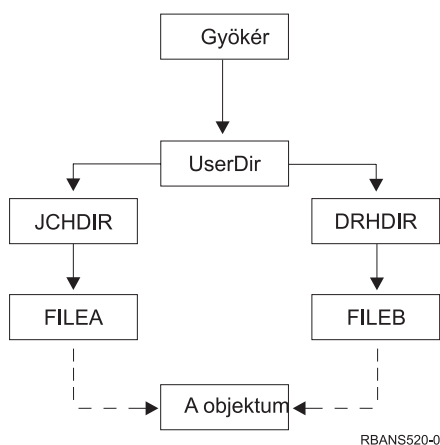 Gyökér
UserDir
JCHDIR
DRHDIR
FILEA
FILEB
A objektum
RBANS520-0